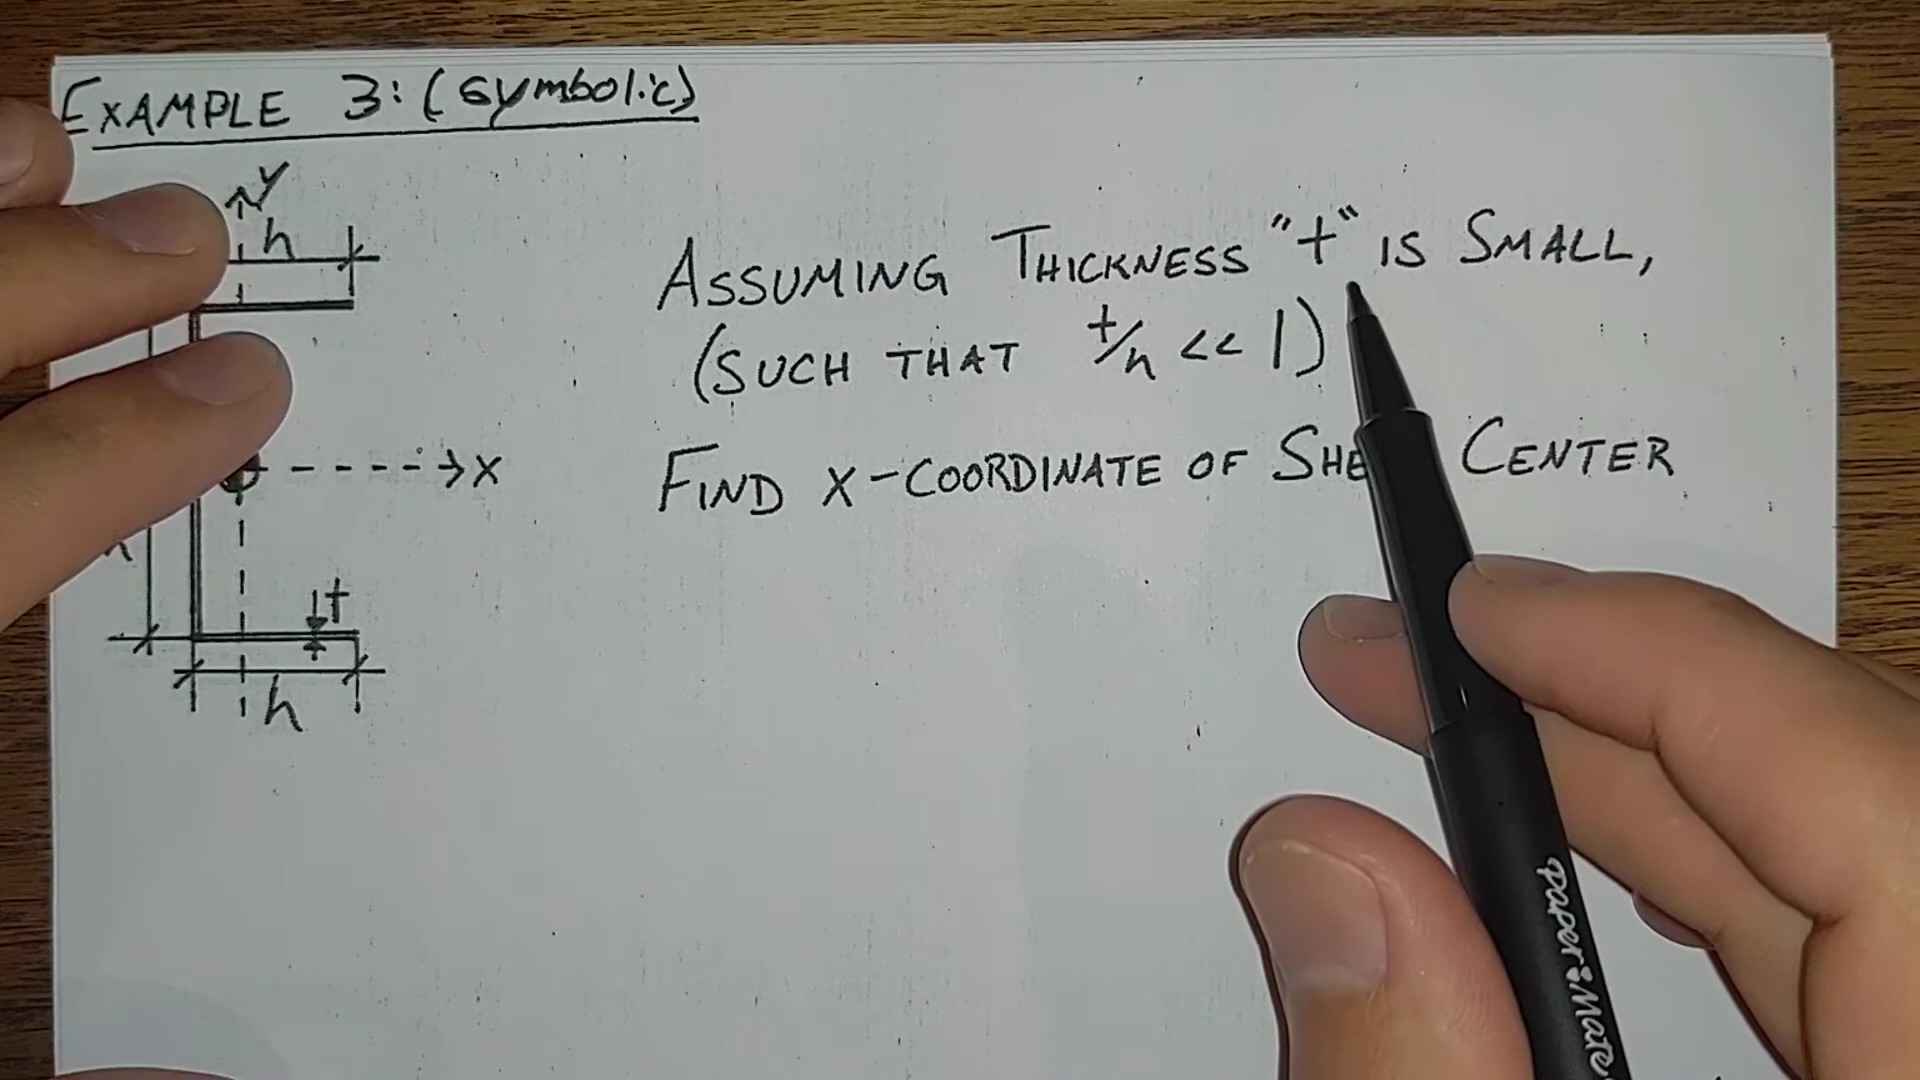 EXAMPLE 3: (Symbolic)
Y
h
ASSUMING THICKNESS "t" IS SMALL,
(SUCH THAT t/h << 1)
X
FIND X-COORDINATE OF SHE CENTER
t
h
PaperMate